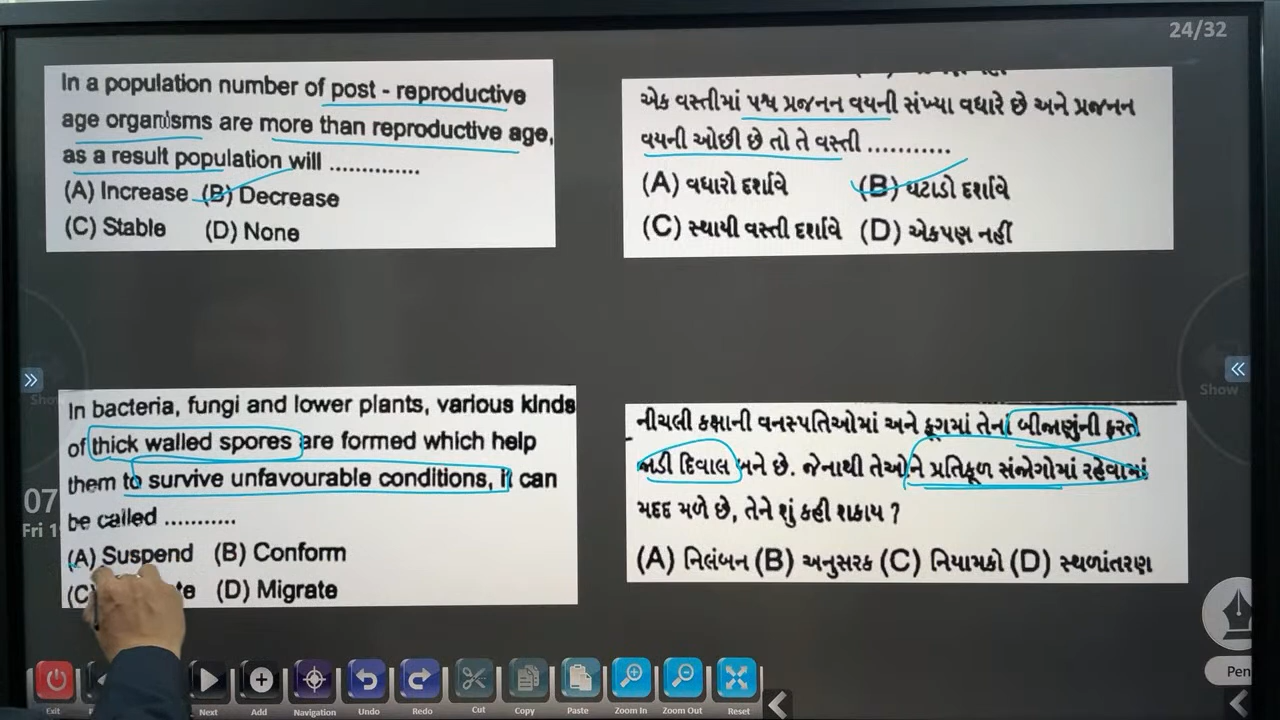 24/32
In a population number of post - reproductive
age organisms are more than reproductive age,
as a result population will ..............
(A) Increase (B) Decrease
(C) Stable (D) None
એક વસ્તીમાં પશ્ચ પ્રજનન વયની સંખ્યા વધારે છે અને પ્રજનન
વયની ઓછી છે તો તે વસ્તી ...........
(A) વધારો દર્શાવે (B) ઘટાડો દર્શાવે
(C) સ્થાયી વસ્તી દર્શાવે (D) એકપણ નહીં
In bacteria, fungi and lower plants, various kinds
of thick walled spores are formed which help
them to survive unfavourable conditions, it can
be called ...........
(A) Suspend (B) Conform
(D) Migrate
નીચલી કક્ષાની વનસ્પતિઓમાં અને ફૂગમાં તેનાં બીજાણુંની ફરતે
જાડી દિવાલ બને છે. જેનાથી તેઓને પ્રતિકૂળ સંજોગોમાં રહેવામાં
મદદ મળે છે, તેને શું કહી શકાય ?
(A) નિલંબન (B) અનુસરક (C) નિયામકો (D) સ્થળાંતરણ
Show
07
Fri
Pen
Exit Next Add Navigation Undo Redo Cut Copy Paste Zoom In Zoom Out Reset